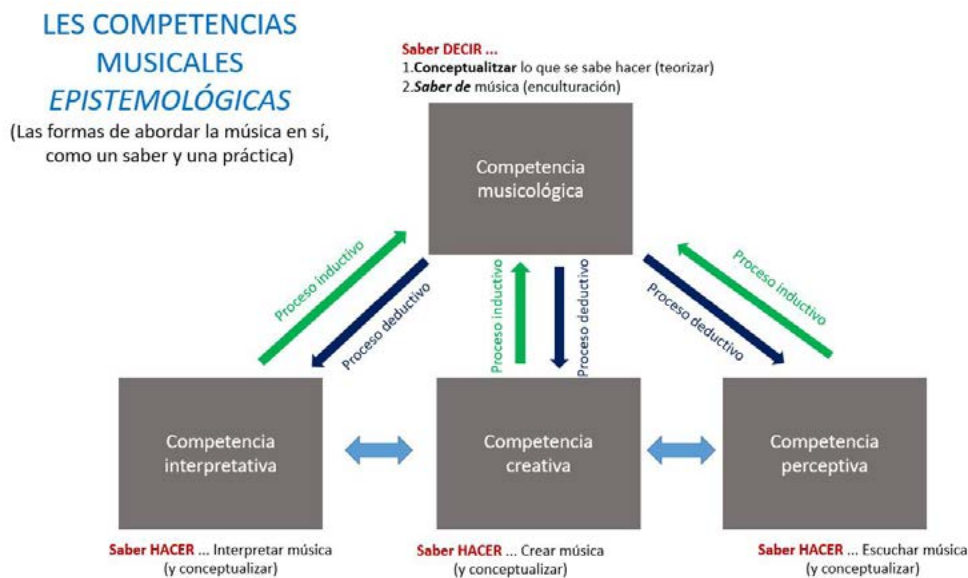 LES COMPETENCIAS
MUSICALES
EPISTEMOLÓGICAS
(Las formas de abordar la música en sí,
como un saber y una práctica)
Saber DECIR ...
1.Conceptualitzar lo que se sabe hacer (teorizar)
2.Saber de música (enculturación)
Competencia
musicológica
Proceso inductivo
Proceso deductivo
Proceso inductivo
Proceso deductivo
Proceso inductivo
Proceso deductivo
Competencia
interpretativa
Competencia
creativa
Competencia
perceptiva
Saber HACER ... Interpretar música
(y conceptualizar)
Saber HACER ... Crear música
(y conceptualizar)
Saber HACER ... Escuchar música
(y conceptualizar)